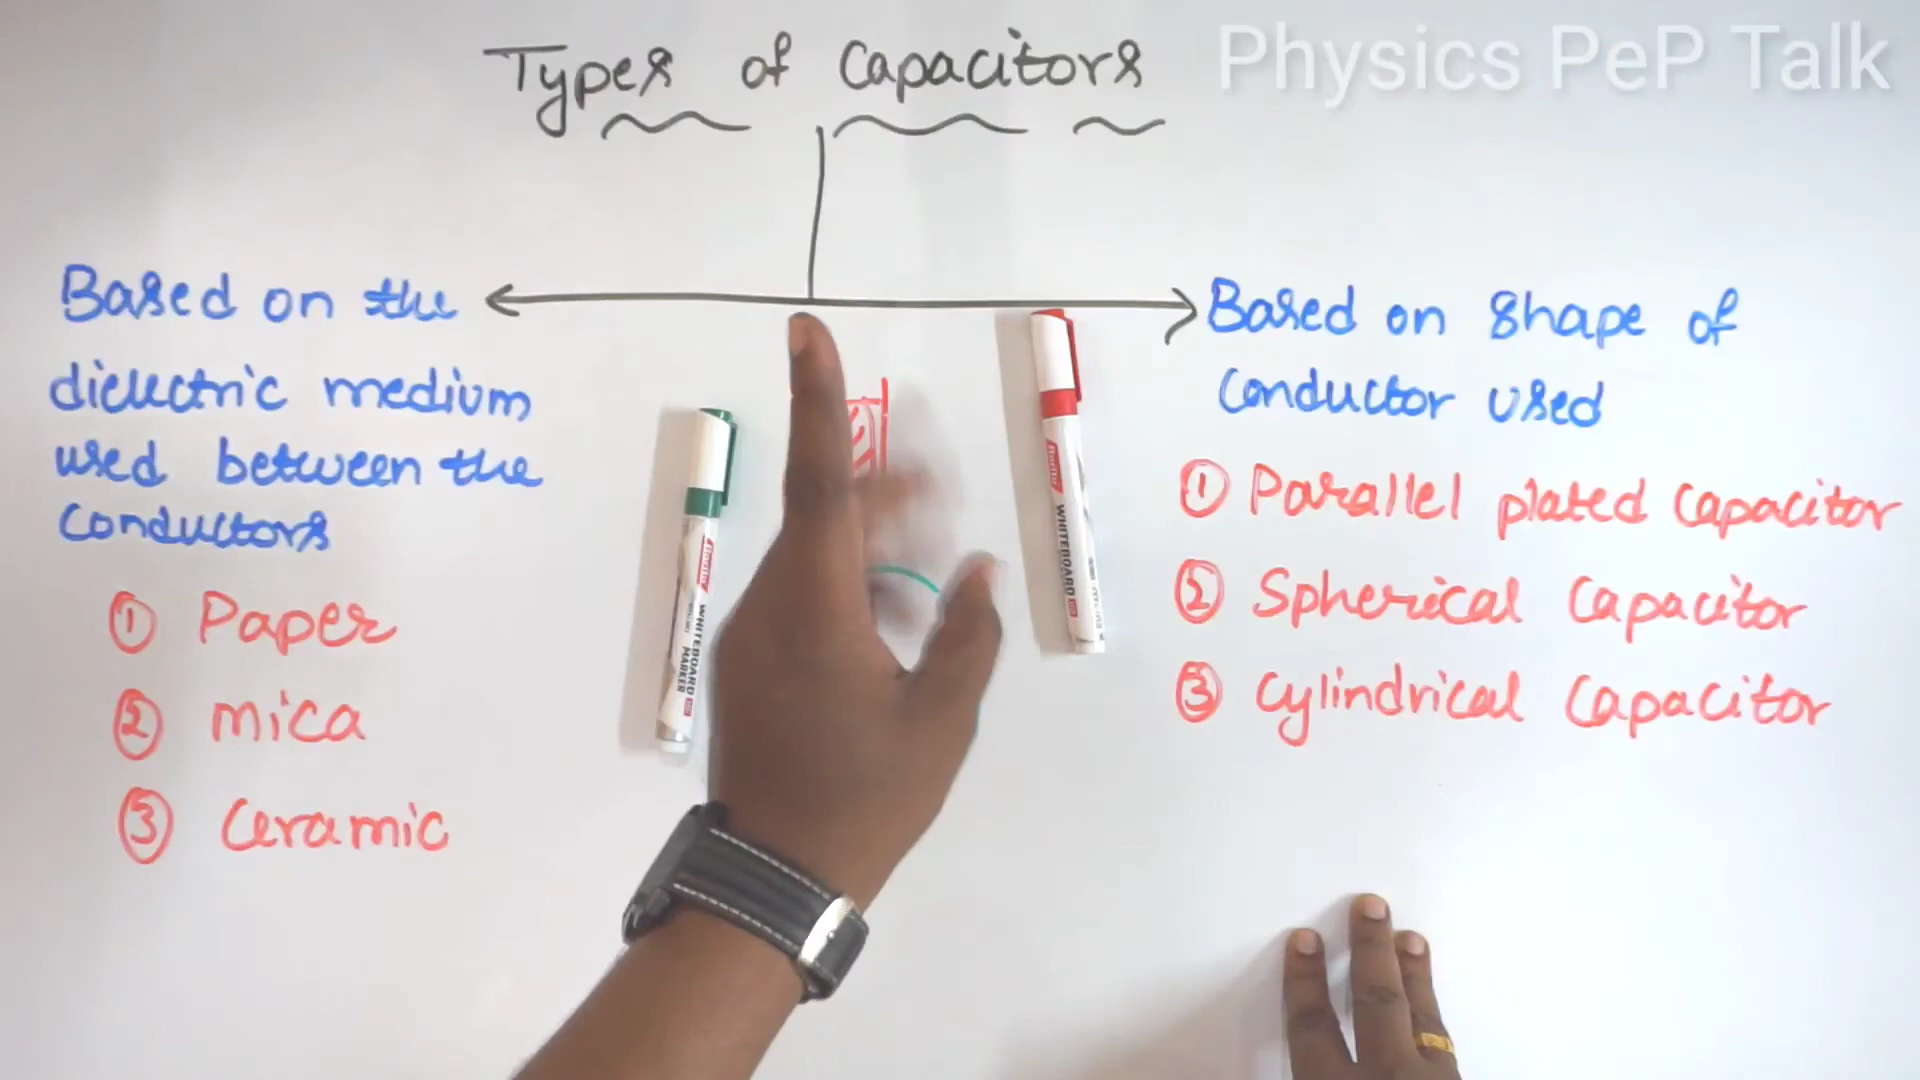 Types of Capacitors
Physics PeP Talk
Based on the
dielectric medium
used between the
conductors
① Paper
② mica
③ Ceramic
Based on shape of
Conductor used
① Parallel plated Capacitor
② Spherical Capacitor
③ Cylindrical Capacitor
WHITEBOARD
MARKER
WHITEBOARD